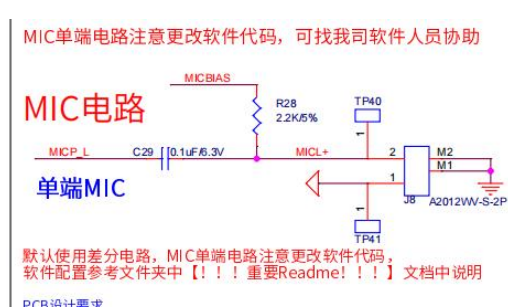 MIC单端电路注意更改软件代码，可找我司软件人员协助
MICBIAS
MIC电路
R28
2.2K/5%
TP40
MICP_L
C29
0.1uF/6.3V
MICL+
2
M2
M1
单端MIC
1
J8
A2012WV-S-2P
TP41
默认使用差分电路，MIC单端电路注意更改软件代码，
软件配置参考文件夹中【！！！重要Readme！！！】文档中说明
PCB设计要求